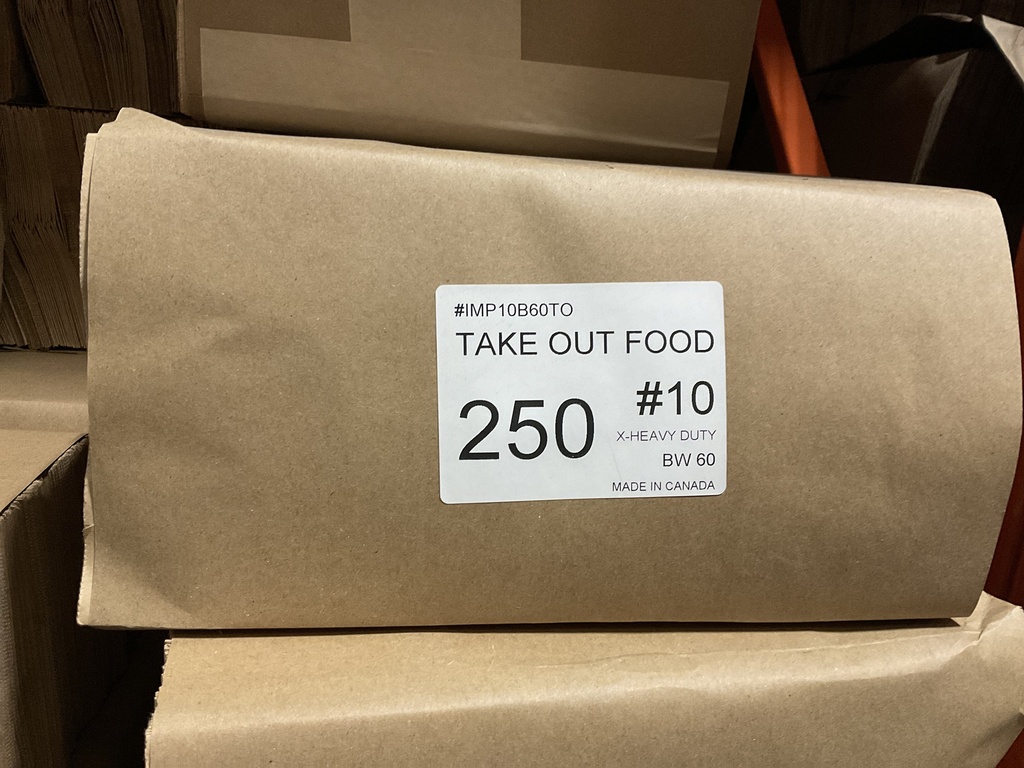 #IMP10B60TO
TAKE OUT FOOD
250
#10
X-HEAVY DUTY
BW 60
MADE IN CANADA